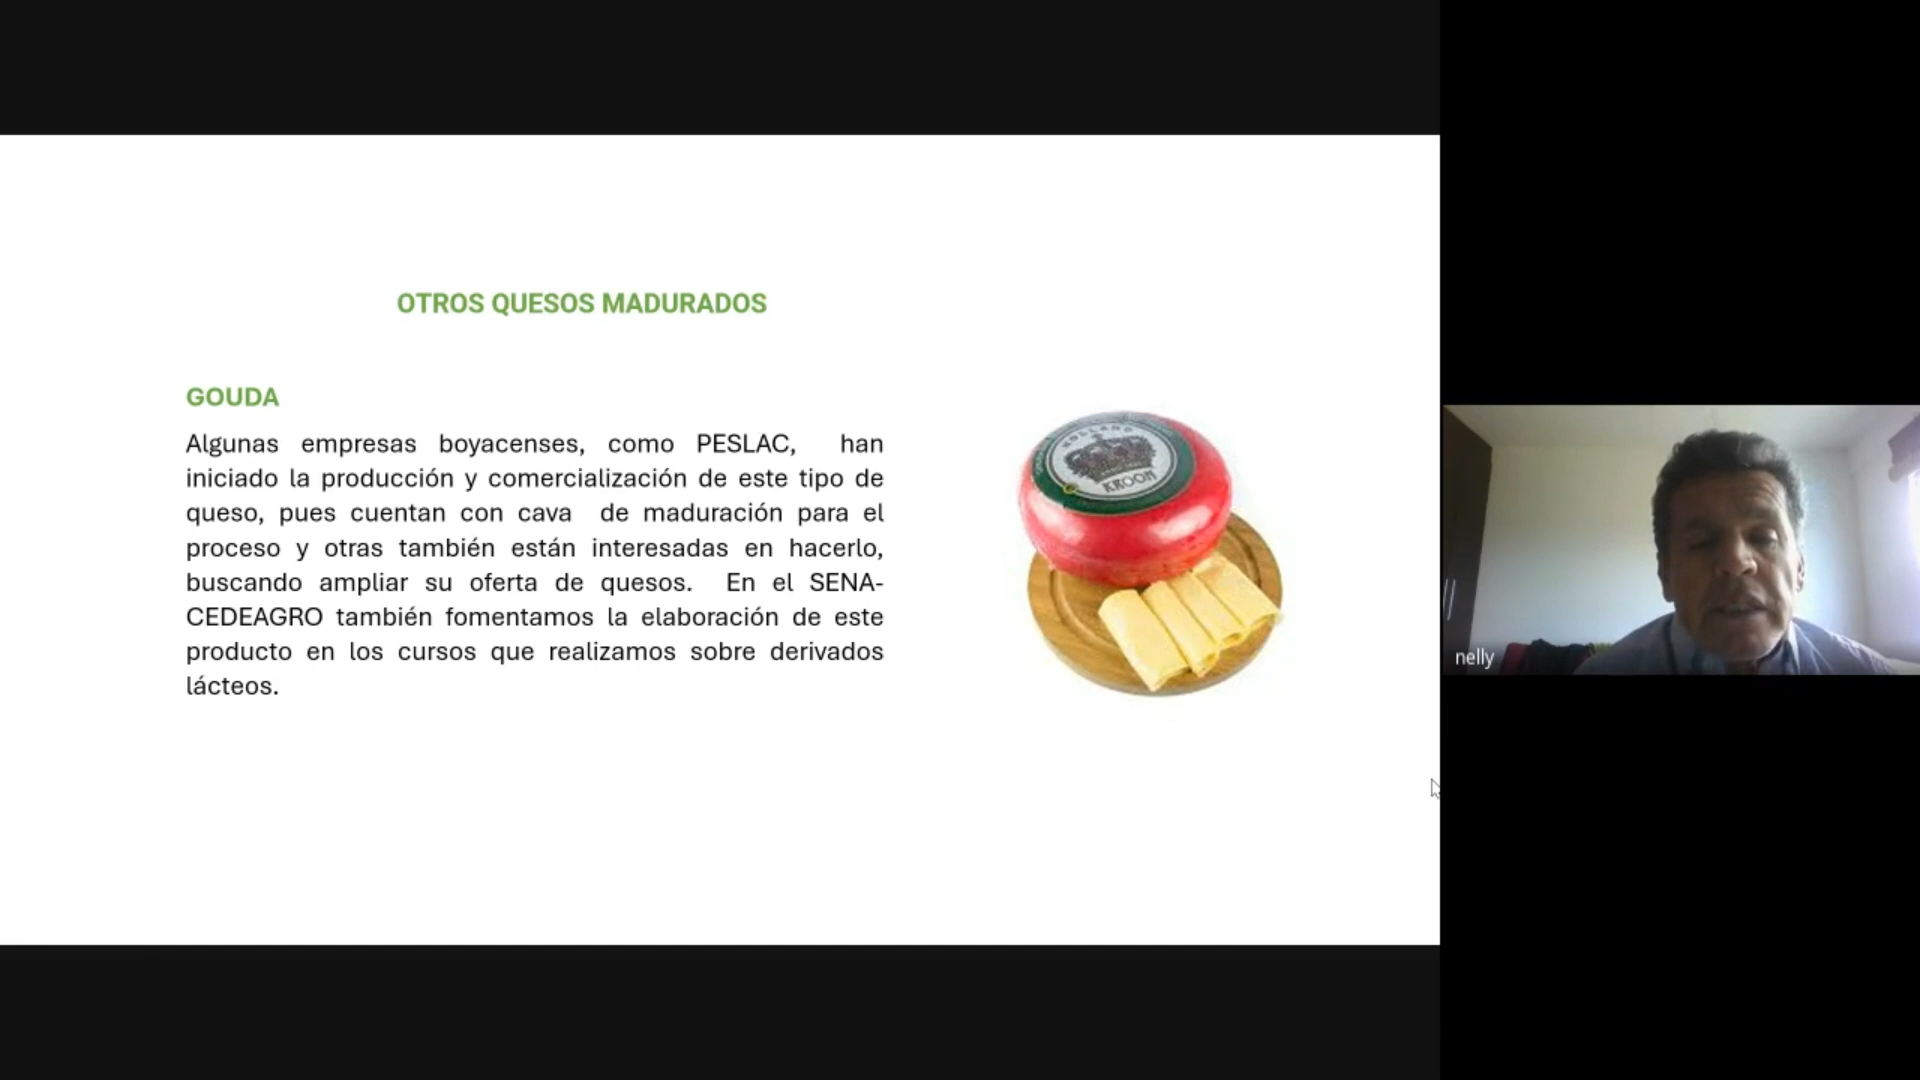 OTROS QUESOS MADURADOS
GOUDA
Algunas empresas boyacenses, como PESLAC, han
iniciado la producción y comercialización de este tipo de
queso, pues cuentan con cava de maduración para el
proceso y otras también están interesadas en hacerlo,
buscando ampliar su oferta de quesos. En el SENA-
CEDEAGRO también fomentamos la elaboración de este
producto en los cursos que realizamos sobre derivados
lácteos.
HOLLAND
KROON
nelly